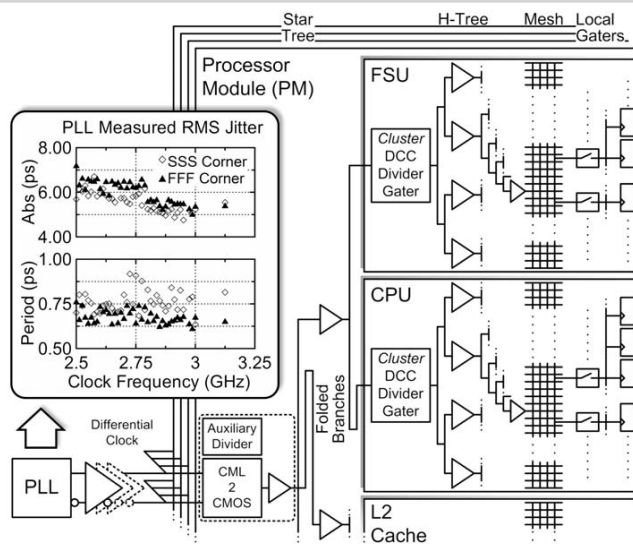 Star Tree
H-Tree
Mesh
Local Gaters
Processor
Module (PM)
PLL Measured RMS Jitter
Abs (ps)
8.00
6.00
4.00
SSS Corner
FFF Corner
Period (ps)
1.00
0.75
0.50
2.5
2.75
3
3.25
Clock Frequency (GHz)
PLL
Differential
Clock
Auxiliary
Divider
CML
2
CMOS
Folded
Branches
FSU
Cluster
DCC
Divider
Gater
CPU
Cluster
DCC
Divider
Gater
L2
Cache